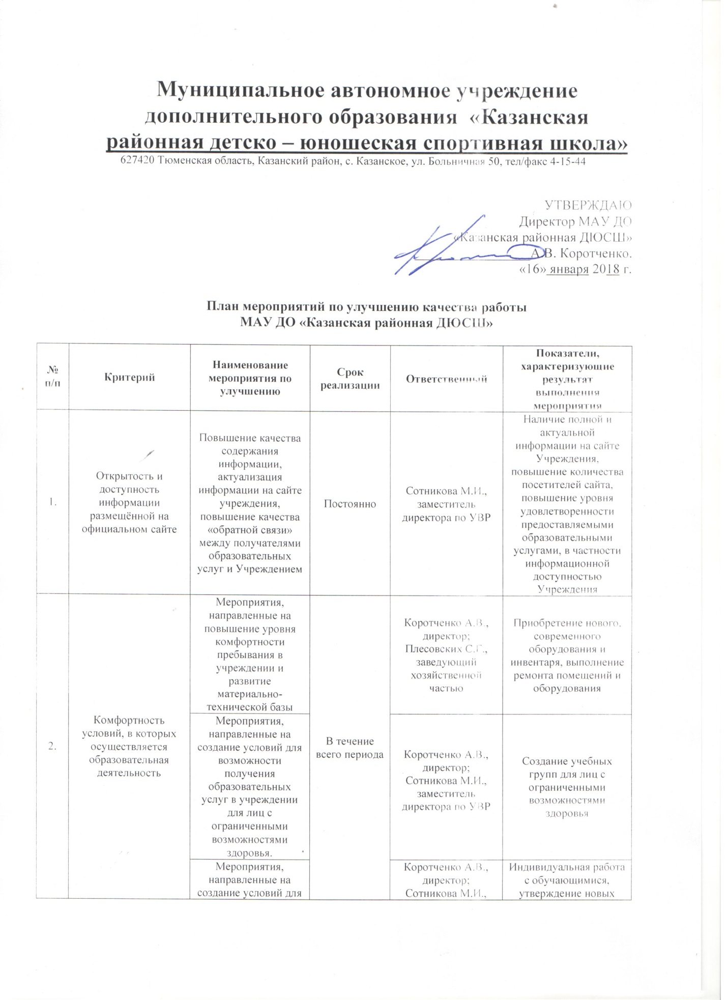 Муниципальное автономное учреждение
дополнительного образования «Казанская
районная детско – юношеская спортивная школа»
627420 Тюменская область, Казанский район, с. Казанское, ул. Больничная 50, тел/факс 4-15-44
УТВЕРЖДАЮ
Директор МАУ ДО
«Казанская районная ДЮСШ»
А.В. Коротченко.
«16» января 2018 г.
План мероприятий по улучшению качества работы
МАУ ДО «Казанская районная ДЮСШ»
№
п/п
Критерий
Наименование
мероприятия по
улучшению
Срок
реализации
Ответственный
Показатели,
характеризующие
результат
выполнения
мероприятия
1.
Открытость и
доступность
информации
размещённой на
официальном сайте
Повышение качества
содержания
информации,
актуализация
информации на сайте
учреждения,
повышение качества
«обратной связи»
между получателями
образовательных
услуг и Учреждением
Постоянно
Сотникова М.И.,
заместитель
директора по УВР
Наличие полной и
актуальной
информации на сайте
Учреждения,
повышение количества
посетителей сайта,
повышение уровня
удовлетворенности
предоставляемыми
образовательными
услугами, в частности
информационной
доступностью
Учреждения
2.
Комфортность
условий, в которых
осуществляется
образовательная
деятельность
Мероприятия,
направленные на
повышение уровня
комфортности
пребывания в
учреждении и
развитие
материально-
технической базы
В течение
всего периода
Коротченко А.В.,
директор;
Плесовских С.Г.,
заведующий
хозяйственной
частью
Приобретение нового,
современного
оборудования и
инвентаря, выполнение
ремонта помещений и
оборудования
Мероприятия,
направленные на
создание условий для
возможности
получения
образовательных
услуг в учреждении
для лиц с
ограниченными
возможностями
здоровья.
Коротченко А.В.,
директор;
Сотникова М.И.,
заместитель
директора по УВР
Создание учебных
групп для лиц с
ограниченными
возможностями
здоровья
Мероприятия,
направленные на
создание условий для
Коротченко А.В.,
директор;
Сотникова М.И.,
Индивидуальная работа
с обучающимися,
утверждение новых